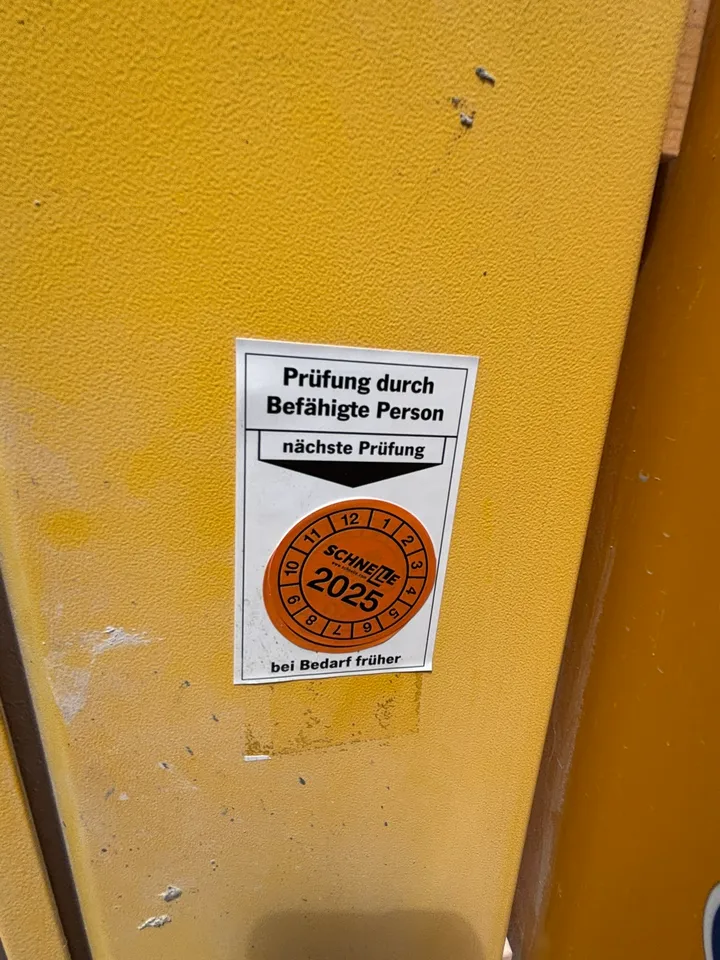 Prüfung durch
Befähigte Person
nächste Prüfung
12 1 2 3 4 5 6 7 8 9 10 11
SCHNELLE
2025
bei Bedarf früher